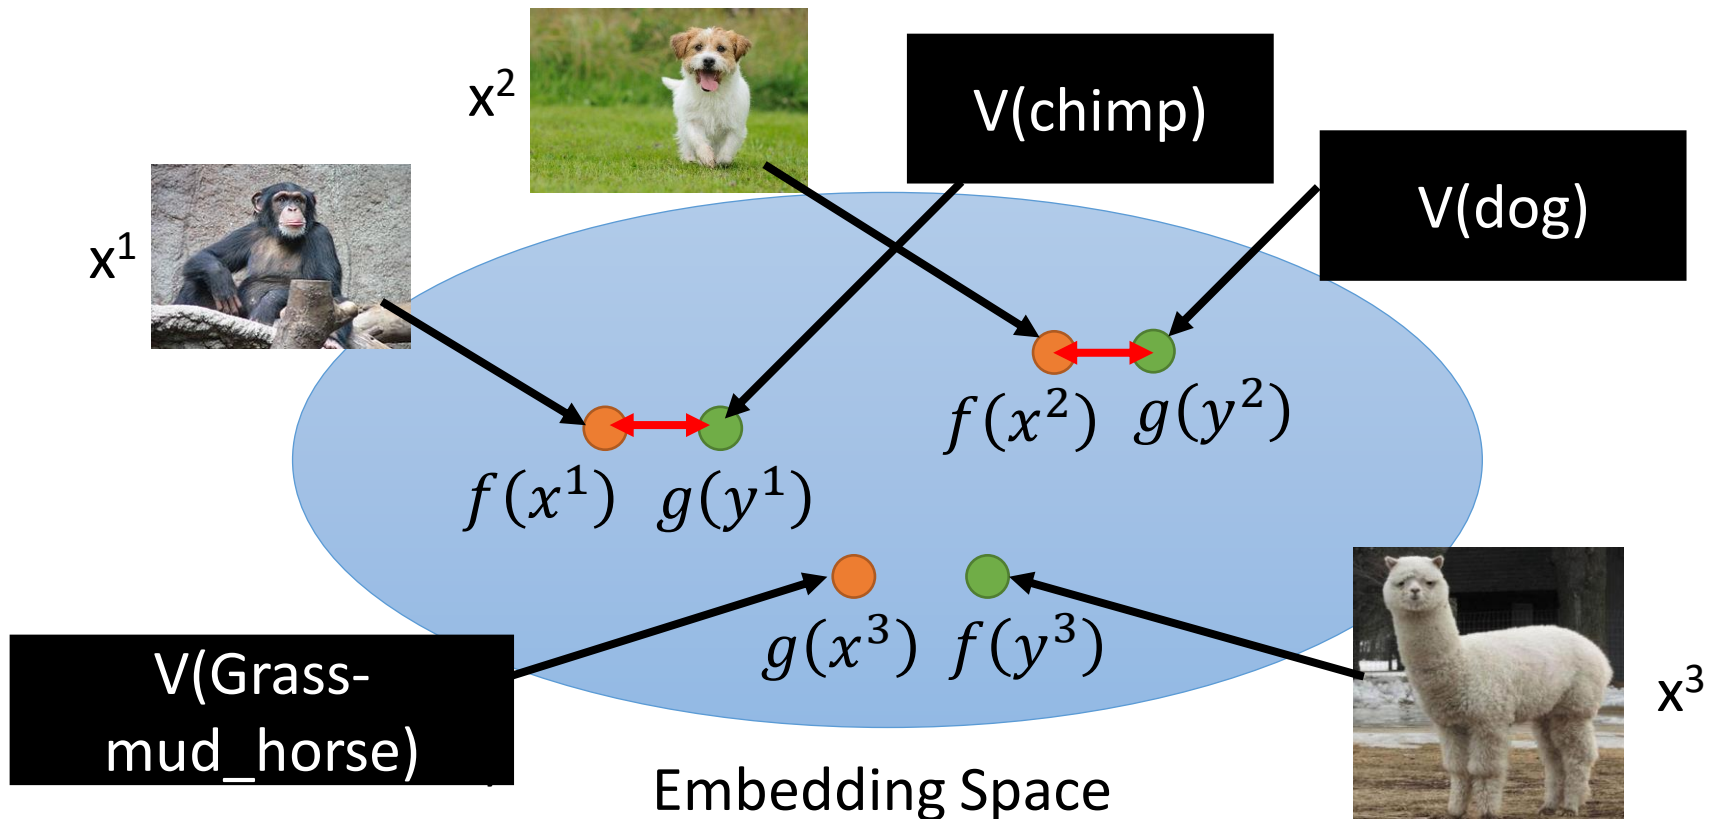 x²
V(chimp)
V(dog)
x¹
f(x²) g(y²)
f(x¹) g(y¹)
g(x³) f(y³)
V(Grass-
mud_horse)
x³
Embedding Space